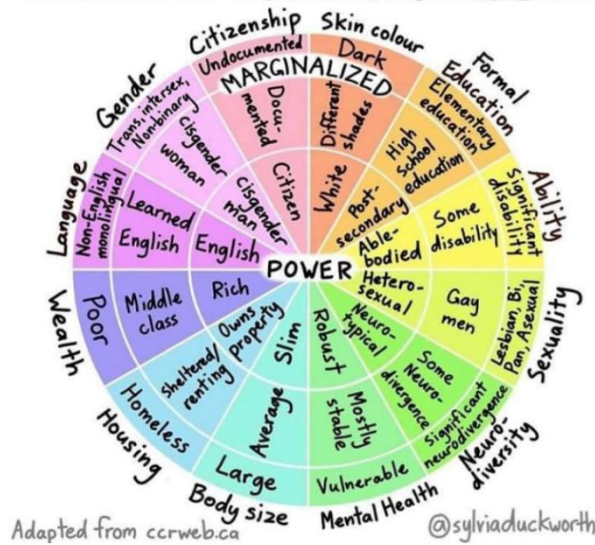 Citizenship
Undocumented
Docu-
mented
Citizen
Skin colour
Dark
Different
shades
White
MARGINALIZED
Formal
Education
Elementary
education
High
school
education
Post-
secondary
Ability
Significant
disability
Some
disability
Able-
bodied
Sexuality
Lesbian, Bi,
Pan, Asexual
Gay
men
Hetero-
sexual
Neuro-
diversity
Significant
neurodivergence
Some
Neuro-
divergence
Neuro-
typical
Mental Health
Vulnerable
Mostly
stable
Robust
Body size
Large
Average
Slim
Housing
Homeless
Sheltered/
renting
Owns
property
Wealth
Poor
Middle
class
Rich
Language
Non-English
monolingual
Learned
English
English
Gender
Trans, intersex,
Non-binary
cisgender
woman
cisgender
man
POWER
Adapted from ccrweb.ca
@sylviaduckworth